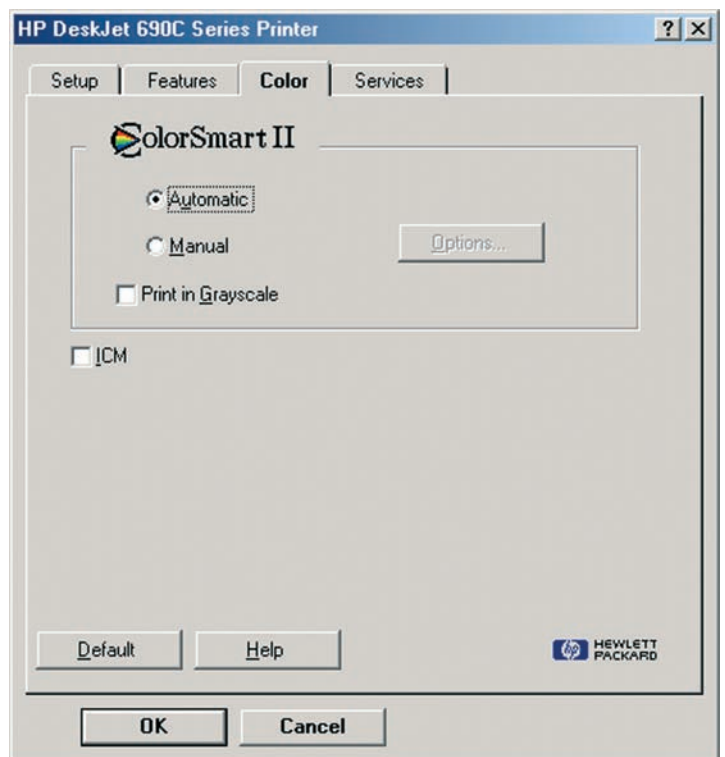 HP DeskJet 690C Series Printer
Setup Features Color Services
ColorSmart II
Automatic
Manual
Options...
Print in Grayscale
ICM
Default Help
hp HEWLETT
PACKARD
OK Cancel